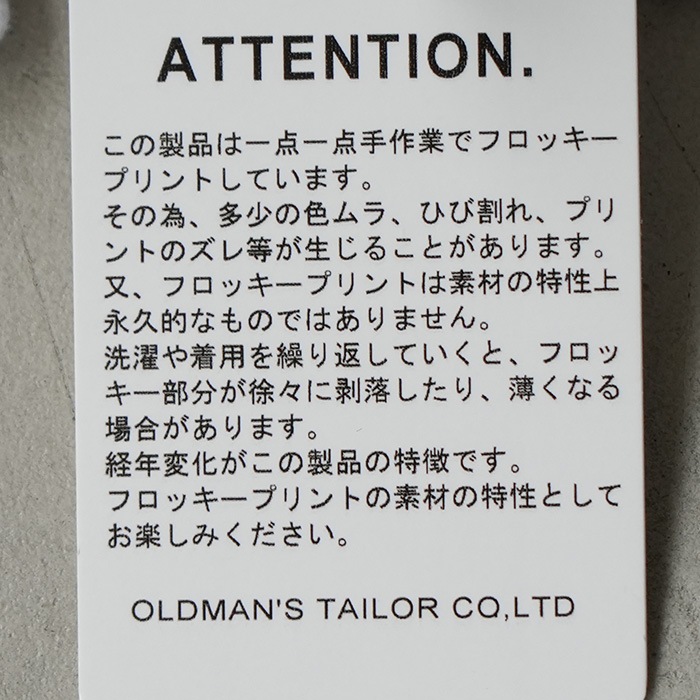 ATTENTION.
この製品は一点一点手作業でフロッキー
プリントしています。
その為、多少の色ムラ、ひび割れ、プリ
ントのズレ等が生じることがあります。
又、フロッキープリントは素材の特性上
永久的なものではありません。
洗濯や着用を繰り返していくと、フロッ
キー部分が徐々に剥落したり、薄くなる
場合があります。
経年変化がこの製品の特徴です。
フロッキープリントの素材の特性として
お楽しみください。
OLDMAN'S TAILOR CO,LTD